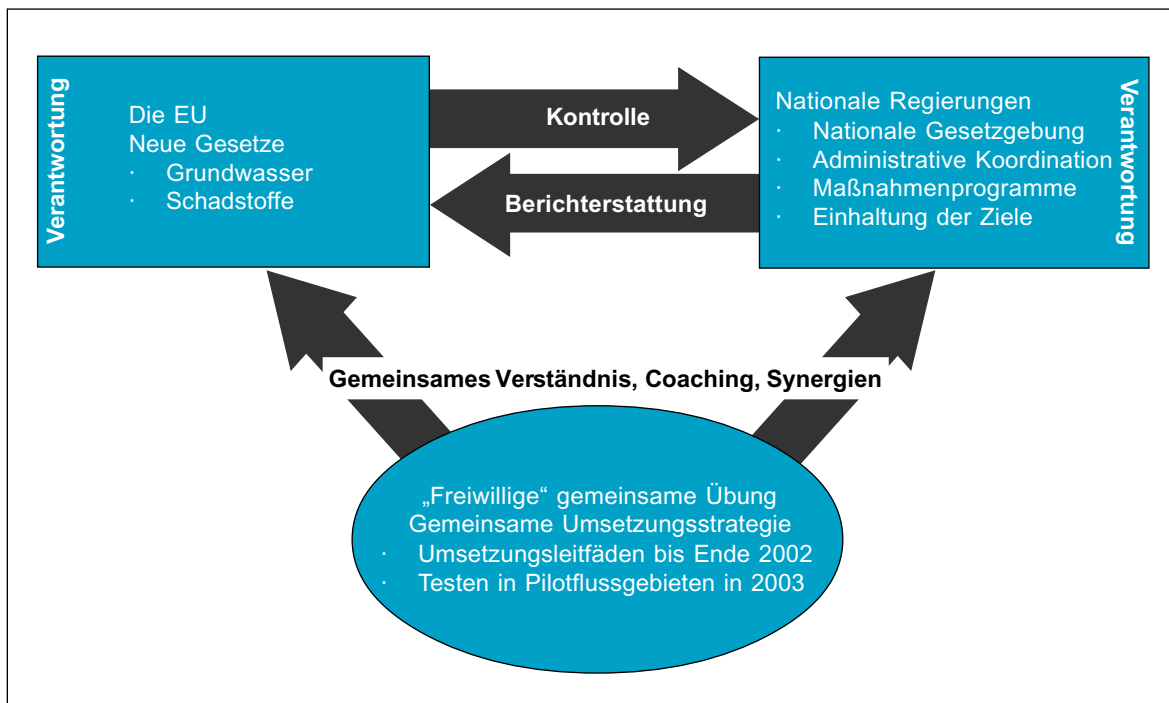 Verantwortung
Die EU
Neue Gesetze
· Grundwasser
· Schadstoffe
Kontrolle
Berichterstattung
Nationale Regierungen
· Nationale Gesetzgebung
· Administrative Koordination
· Maßnahmenprogramme
· Einhaltung der Ziele
Verantwortung
Gemeinsames Verständnis, Coaching, Synergien
„Freiwillige“ gemeinsame Übung
Gemeinsame Umsetzungsstrategie
· Umsetzungsleitfäden bis Ende 2002
· Testen in Pilotflussgebieten in 2003